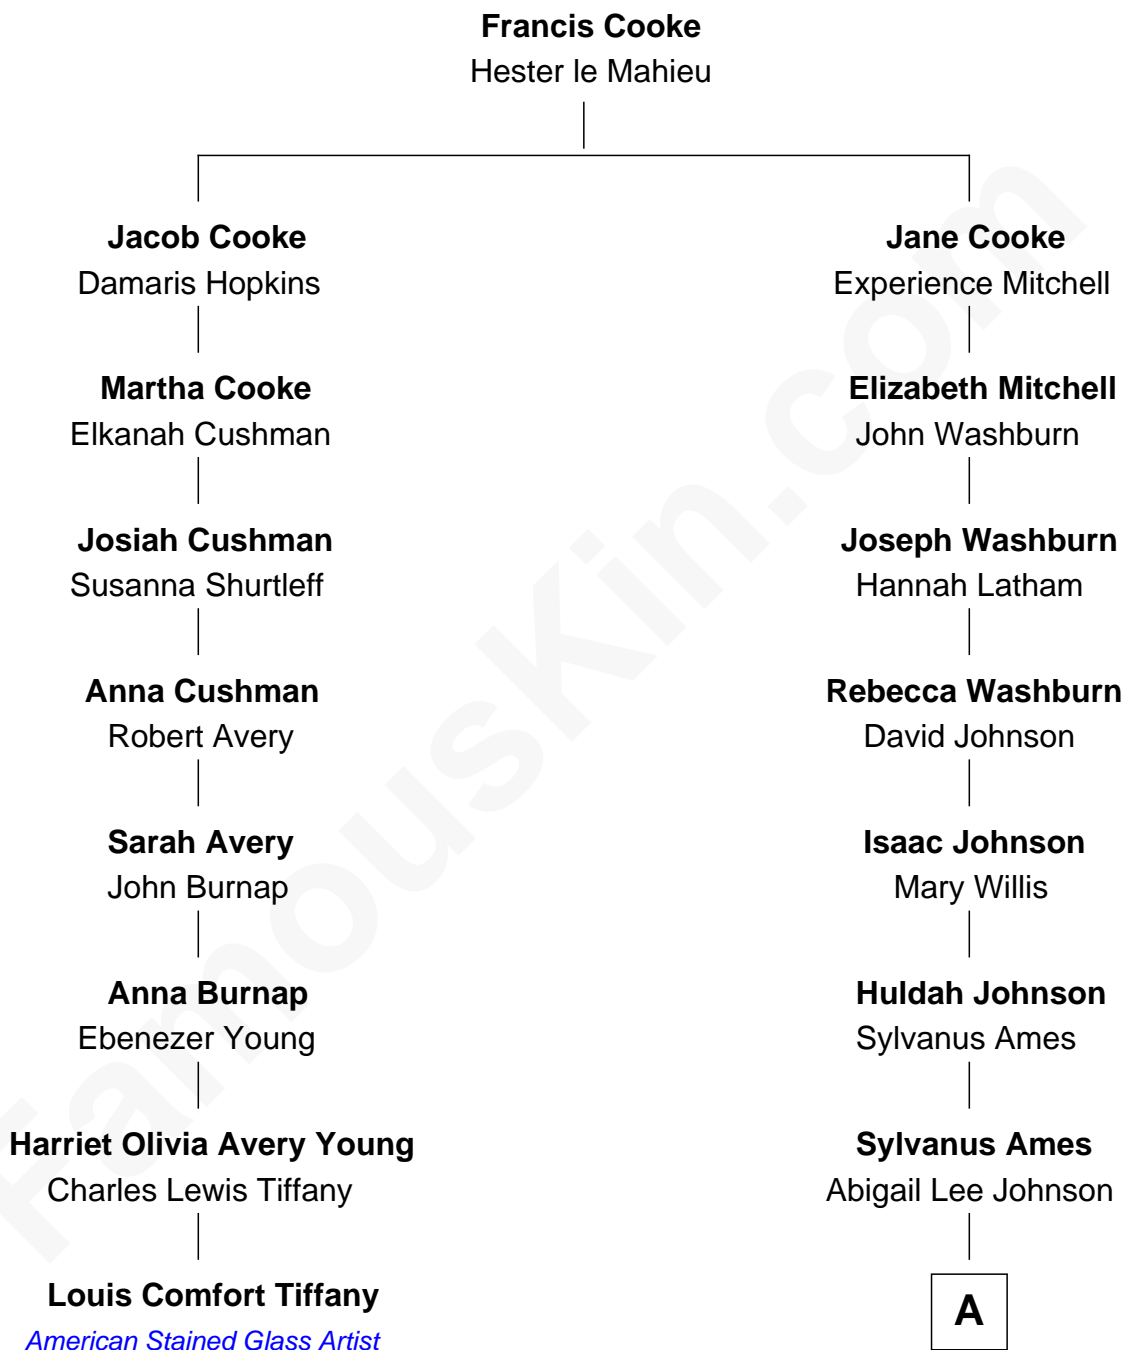 Francis Cooke
Hester le Mahieu
Jacob Cooke
Damaris Hopkins
Jane Cooke
Experience Mitchell
Martha Cooke
Elkanah Cushman
Elizabeth Mitchell
John Washburn
Josiah Cushman
Susanna Shurtleff
Joseph Washburn
Hannah Latham
Anna Cushman
Robert Avery
Rebecca Washburn
David Johnson
Sarah Avery
John Burnap
Isaac Johnson
Mary Willis
Anna Burnap
Ebenezer Young
Huldah Johnson
Sylvanus Ames
Harriet Olivia Avery Young
Charles Lewis Tiffany
Sylvanus Ames
Abigail Lee Johnson
Louis Comfort Tiffany
American Stained Glass Artist
A
FamousKin.com